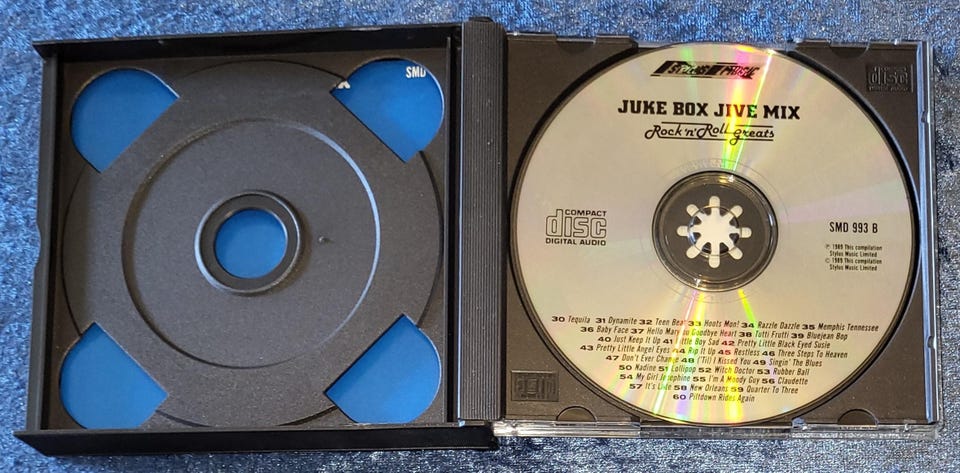 SMD
STYLUS MUSIC
disc
DIGITAL AUDIO
JUKE BOX JIVE MIX
Rock 'n' Roll greats
COMPACT
disc
DIGITAL AUDIO
SMD 993 B
℗ 1989 This compilation
Stylus Music Limited
© 1989 This compilation
Stylus Music Limited
30 Tequila 31 Dynamite 32 Teen Beat 33 Hoots Mon! 34 Razzle Dazzle 35 Memphis Tennessee
36 Baby Face 37 Hello Mary Lu Goodbye Heart 38 Tutti Frutti 39 Bluejean Bop
40 Just Keep It Up 41 Little Boy Sad 42 Pretty Little Black Eyed Susie
43 Pretty Little Angel Eyes 44 Rip It Up 45 Restless 46 Three Steps To Heaven
47 Don't Ever Change 48 ('Till) I Kissed You 49 Singin' The Blues
50 Nadine 51 Lollipop 52 Witch Doctor 53 Rubber Ball
54 My Girl Josephine 55 I'm A Moody Guy 56 Claudette
57 It's Late 58 New Orleans 59 Quarter To Three
60 Piltdown Rides Again